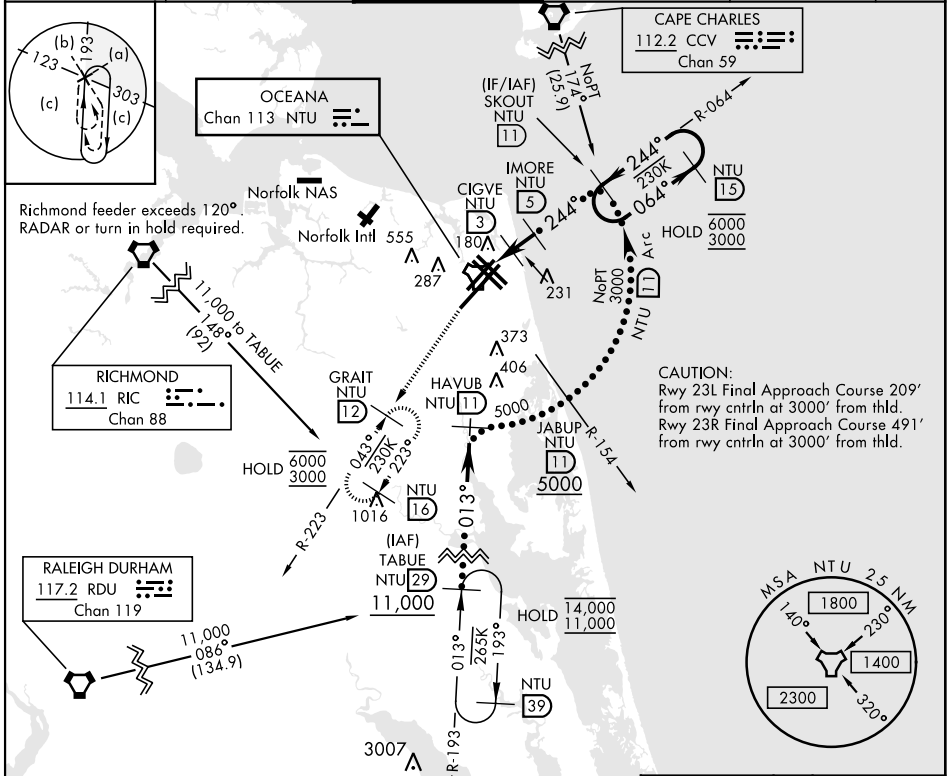 (b)
193
(a)
123
(c)
303
(c)
OCEANA
Chan 113 NTU
CAPE CHARLES
112.2 CCV
Chan 59
NoPT
174°
(25.9)
(IF/IAF)
SKOUT
NTU
11
R-064
244°
230K
064°
NTU
15
HOLD 6000
3000
IMORE
NTU
5
244°
CIGVE
NTU
3
180
231
Norfolk NAS
Norfolk Intl
555
287
Richmond feeder exceeds 120°.
RADAR or turn in hold required.
11,000 to TABUE
148°
(92)
RICHMOND
114.1 RIC
Chan 88
NoPT
3000
NTU 11 Arc
373
406
GRAIT
NTU
12
HAVUB
NTU 11
5000
JABUP
NTU
11
5000
R-154
CAUTION:
Rwy 23L Final Approach Course 209'
from rwy cntrln at 3000' from thld.
Rwy 23R Final Approach Course 491'
from rwy cntrln at 3000' from thld.
HOLD 6000
3000
043°
230K
223°
1016
NTU
16
R-223
013°
(IAF)
TABUE
NTU 29
11,000
RALEIGH DURHAM
117.2 RDU
Chan 119
11,000
086°
(134.9)
HOLD 14,000
11,000
013°
265K
193°
NTU
39
R-193
3007
MSA NTU 25 NM
1800
140°
230°
1400
2300
320°